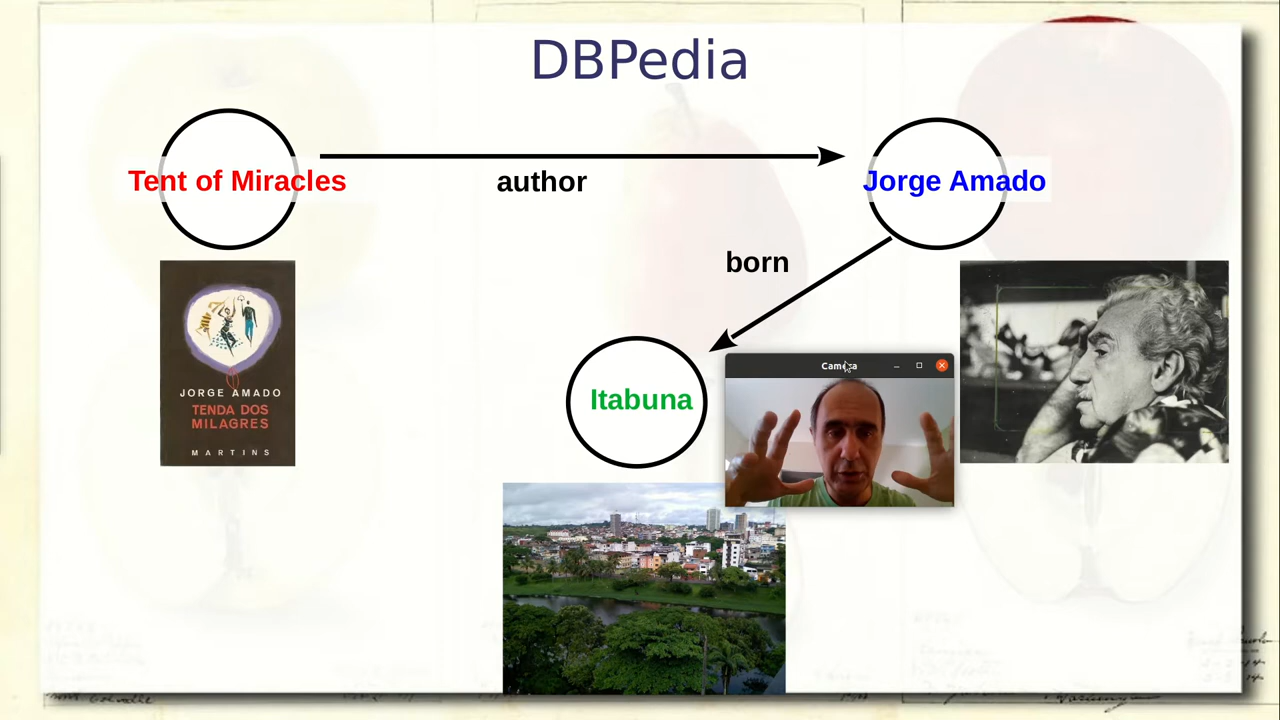 DBPedia
Tent of Miracles
author
Jorge Amado
born
Itabuna
Camera
JORGE AMADO
TENDA DOS
MILAGRES
MARTINS